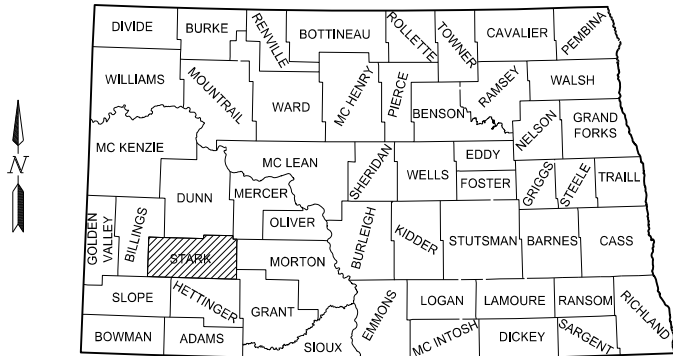 DIVIDE
BURKE
RENVILLE
BOTTINEAU
ROLLETTE
TOWNER
CAVALIER
PEMBINA
WILLIAMS
MOUNTRAIL
WARD
MC HENRY
PIERCE
BENSON
RAMSEY
WALSH
NELSON
GRAND
FORKS
N
MC KENZIE
MC LEAN
SHERIDAN
WELLS
EDDY
FOSTER
GRIGGS
STEELE
TRAILL
DUNN
MERCER
OLIVER
GOLDEN
VALLEY
BILLINGS
STARK
MORTON
BURLEIGH
KIDDER
STUTSMAN
BARNES
CASS
SLOPE
HETTINGER
GRANT
EMMONS
LOGAN
LAMOURE
RANSOM
RICHLAND
BOWMAN
ADAMS
SIOUX
MC INTOSH
DICKEY
SARGENT